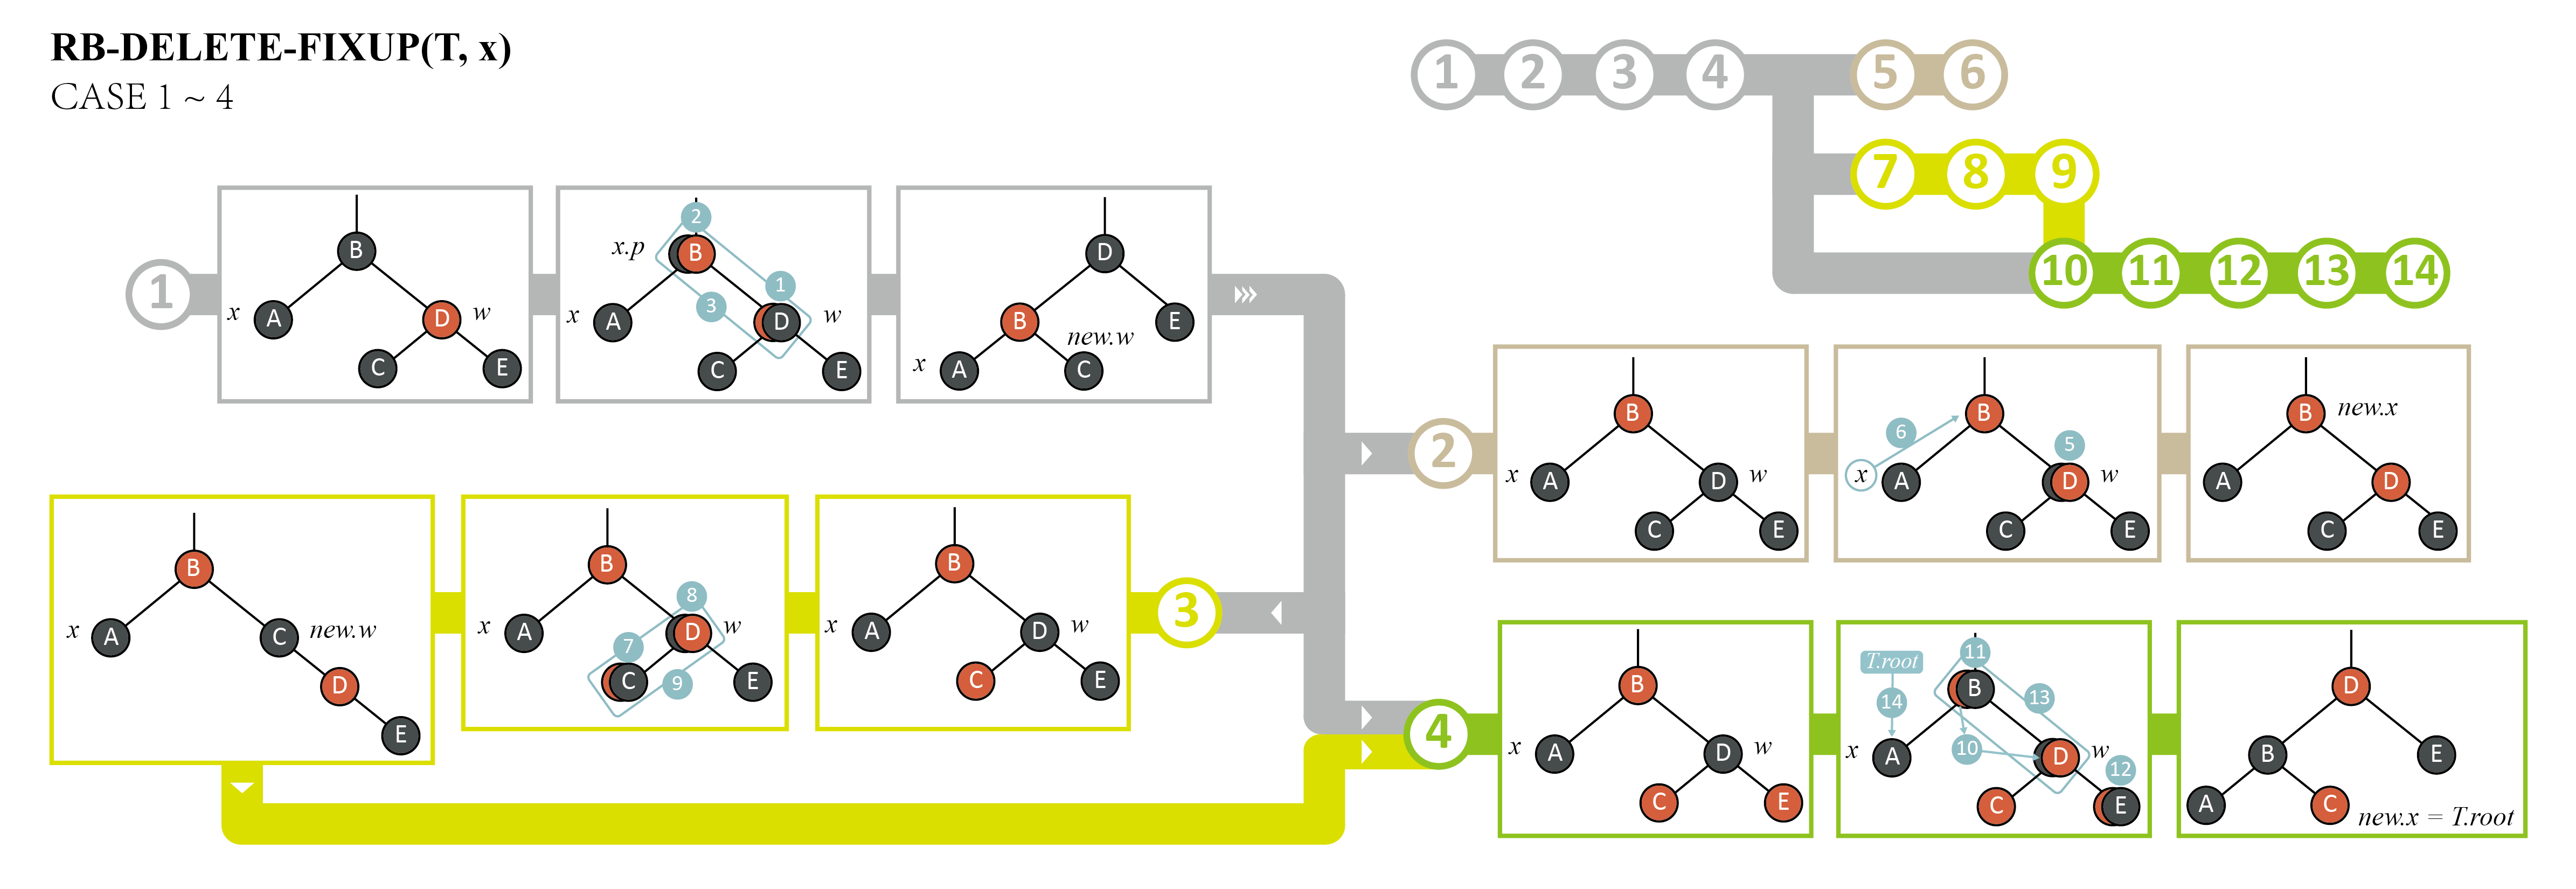 RB-DELETE-FIXUP(T, x)
CASE 1 ~ 4
1 2 3 4 5 6
7 8 9
10 11 12 13 14
1
B
x A D w
C E
2
x.p B
1
3
x A D w
C E
D
B E
new.w
x A C
2
B
x A D w
C E
B
6 5
x A D w
C E
B new.x
A D
C E
B
x A C new.w
D
E
B
8
x A D w
7
C 9 E
B
x A D w
C E
3
4
B
x A D w
C E
T.root 11
B
14 13
x A 10 D w
12
C E
D
B E
A C
new.x = T.root